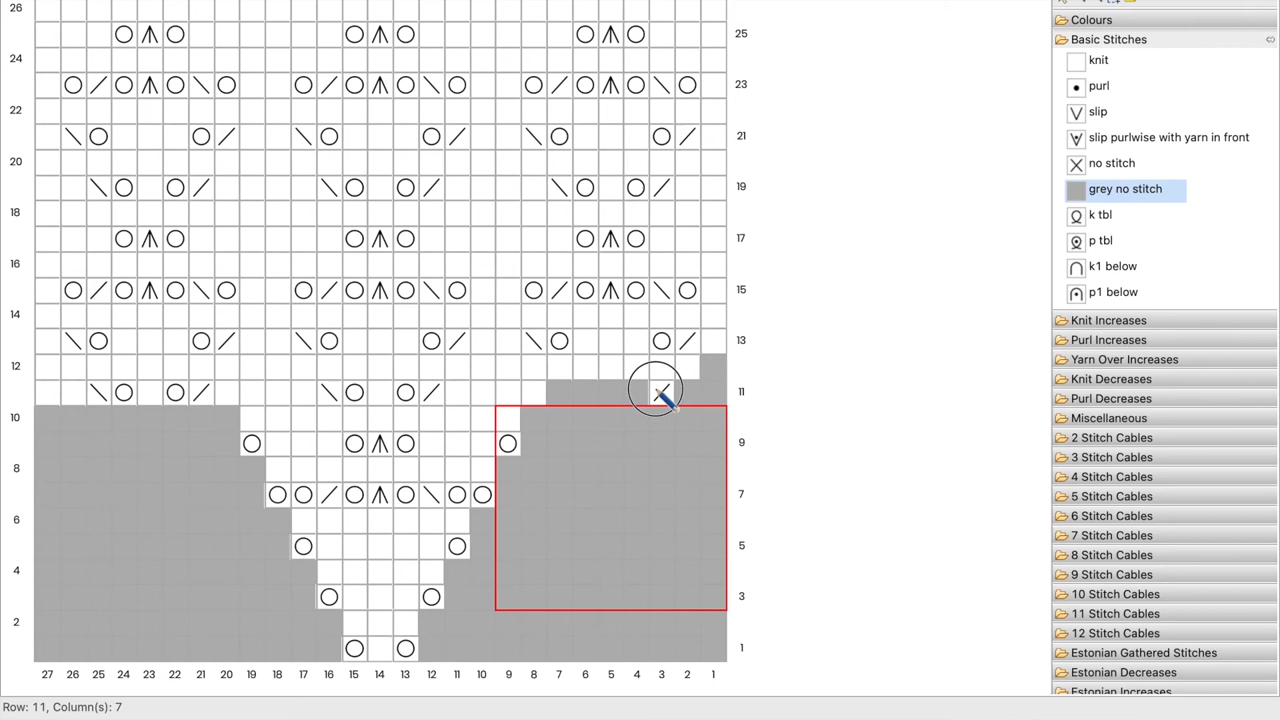 26
25
24
23
22
21
20
19
18
17
16
15
14
13
12
11
10
9
8
7
6
5
4
3
2
1
27 26 25 24 23 22 21 20 19 18 17 16 15 14 13 12 11 10 9 8 7 6 5 4 3 2 1
Row: 11, Column(s): 7
Colours
Basic Stitches
knit
purl
slip
slip purlwise with yarn in front
no stitch
grey no stitch
k tbl
p tbl
k1 below
p1 below
Knit Increases
Purl Increases
Yarn Over Increases
Knit Decreases
Purl Decreases
Miscellaneous
2 Stitch Cables
3 Stitch Cables
4 Stitch Cables
5 Stitch Cables
6 Stitch Cables
7 Stitch Cables
8 Stitch Cables
9 Stitch Cables
10 Stitch Cables
11 Stitch Cables
12 Stitch Cables
Estonian Gathered Stitches
Estonian Decreases
Estonian Increases